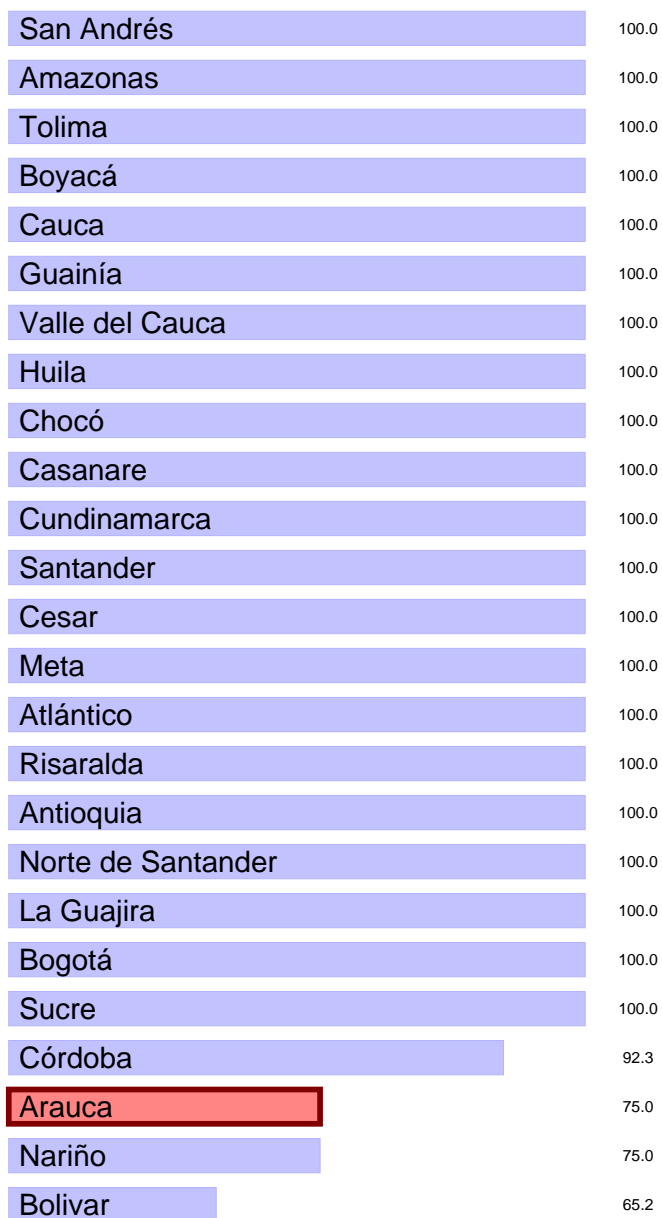 San Andrés 100.0
Amazonas 100.0
Tolima 100.0
Boyacá 100.0
Cauca 100.0
Guainía 100.0
Valle del Cauca 100.0
Huila 100.0
Chocó 100.0
Casanare 100.0
Cundinamarca 100.0
Santander 100.0
Cesar 100.0
Meta 100.0
Atlántico 100.0
Risaralda 100.0
Antioquia 100.0
Norte de Santander 100.0
La Guajira 100.0
Bogotá 100.0
Sucre 100.0
Córdoba 92.3
Arauca 75.0
Nariño 75.0
Bolivar 65.2